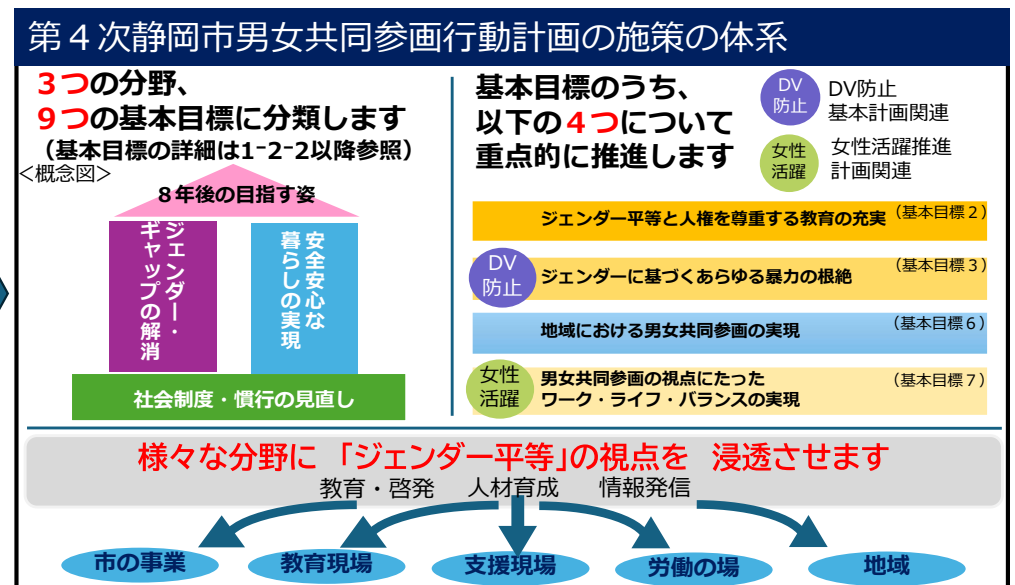 第４次静岡市男女共同参画行動計画の施策の体系
３つの分野、
９つの基本目標に分類します
（基本目標の詳細は1-2-2以降参照）
＜概念図＞
８年後の目指す姿
ジェンダー・
ギャップの解消
安全安心な
暮らしの実現
社会制度・慣行の見直し
基本目標のうち、
以下の４つについて
重点的に推進します
DV
防止
DV防止
基本計画関連
女性
活躍
女性活躍推進
計画関連
ジェンダー平等と人権を尊重する教育の充実
（基本目標２）
DV
防止
ジェンダーに基づくあらゆる暴力の根絶
（基本目標３）
地域における男女共同参画の実現
（基本目標６）
女性
活躍
男女共同参画の視点にたった
ワーク・ライフ・バランスの実現
（基本目標７）
様々な分野に「ジェンダー平等」の視点を 浸透させます
教育・啓発 人材育成 情報発信
市の事業
教育現場
支援現場
労働の場
地域